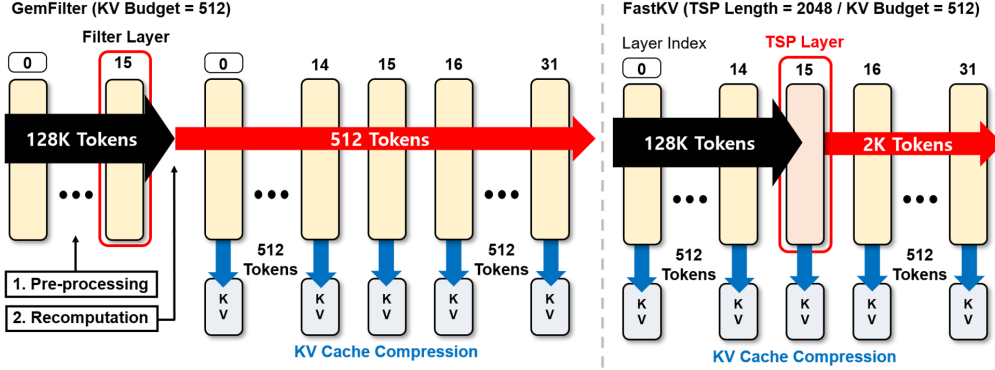 GemFilter (KV Budget = 512)
Filter Layer
0
15
0
14
15
16
31
128K Tokens
512 Tokens
•••
•••
•••
512
Tokens
512
Tokens
1. Pre-processing
2. Recomputation
K
V
K
V
K
V
K
V
K
V
KV Cache Compression
FastKV (TSP Length = 2048 / KV Budget = 512)
Layer Index
TSP Layer
0
14
15
16
31
128K Tokens
2K Tokens
•••
•••
512
Tokens
512
Tokens
K
V
K
V
K
V
K
V
K
V
KV Cache Compression